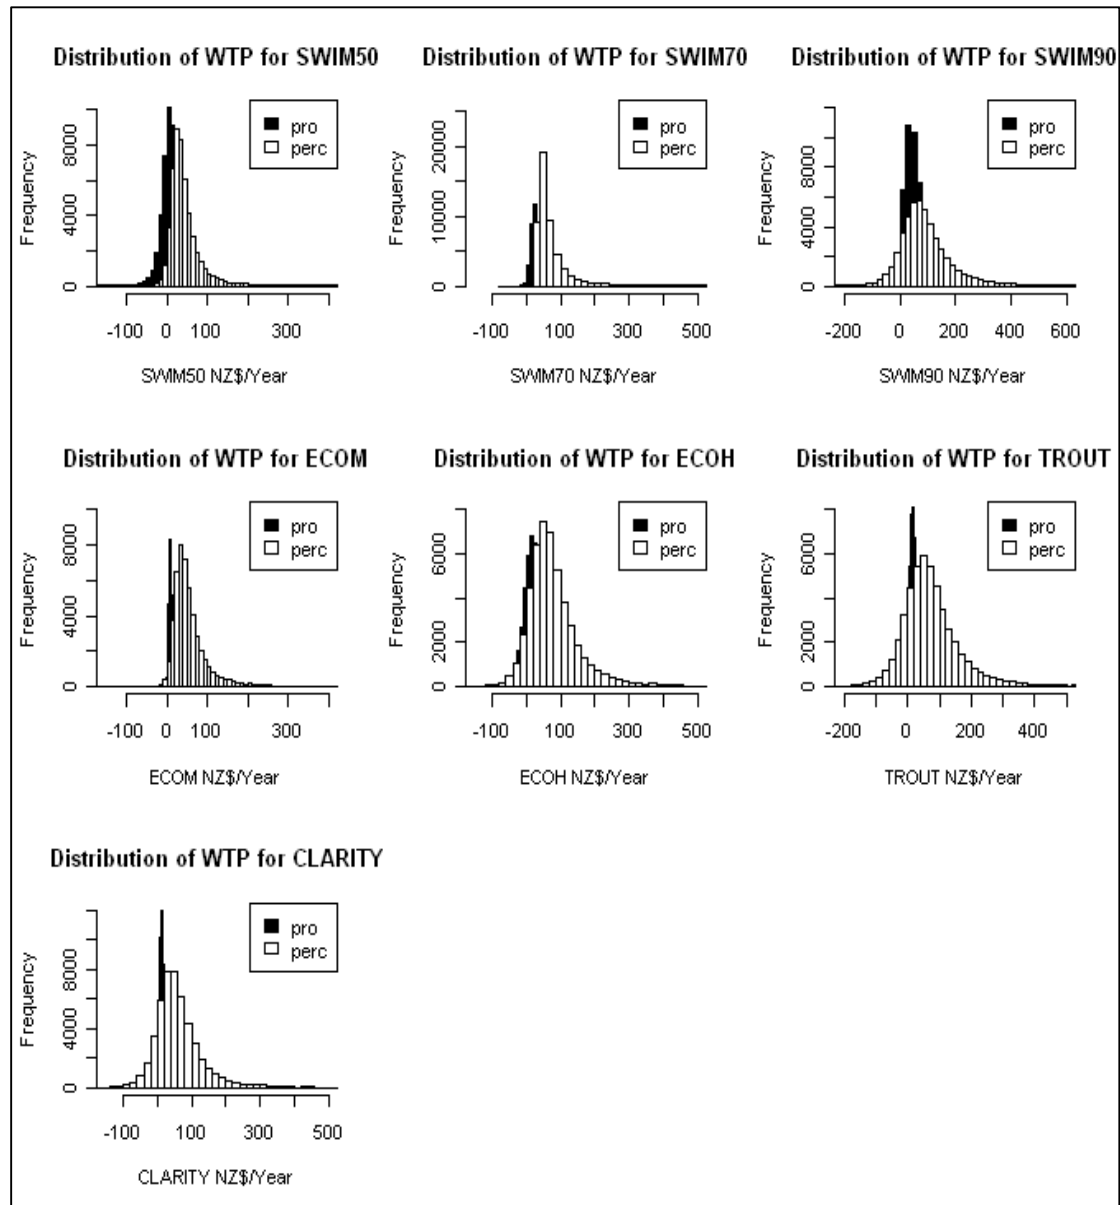 Distribution of WTP for SWIM50
Frequency
0 4000 8000
pro
perc
-100 0 100 300
SWIM50 NZ$/Year
Distribution of WTP for SWIM70
Frequency
0 10000 20000
pro
perc
-100 100 300 500
SWIM70 NZ$/Year
Distribution of WTP for SWIM90
Frequency
0 4000 8000
pro
perc
-200 0 200 400 600
SWIM90 NZ$/Year
Distribution of WTP for ECOM
Frequency
0 4000 8000
pro
perc
-100 0 100 300
ECOM NZ$/Year
Distribution of WTP for ECOH
Frequency
0 2000 6000
pro
perc
-100 100 300 500
ECOH NZ$/Year
Distribution of WTP for TROUT
Frequency
0 2000 6000
pro
perc
-200 0 200 400
TROUT NZ$/Year
Distribution of WTP for CLARITY
Frequency
0 4000 8000
pro
perc
-100 100 300 500
CLARITY NZ$/Year